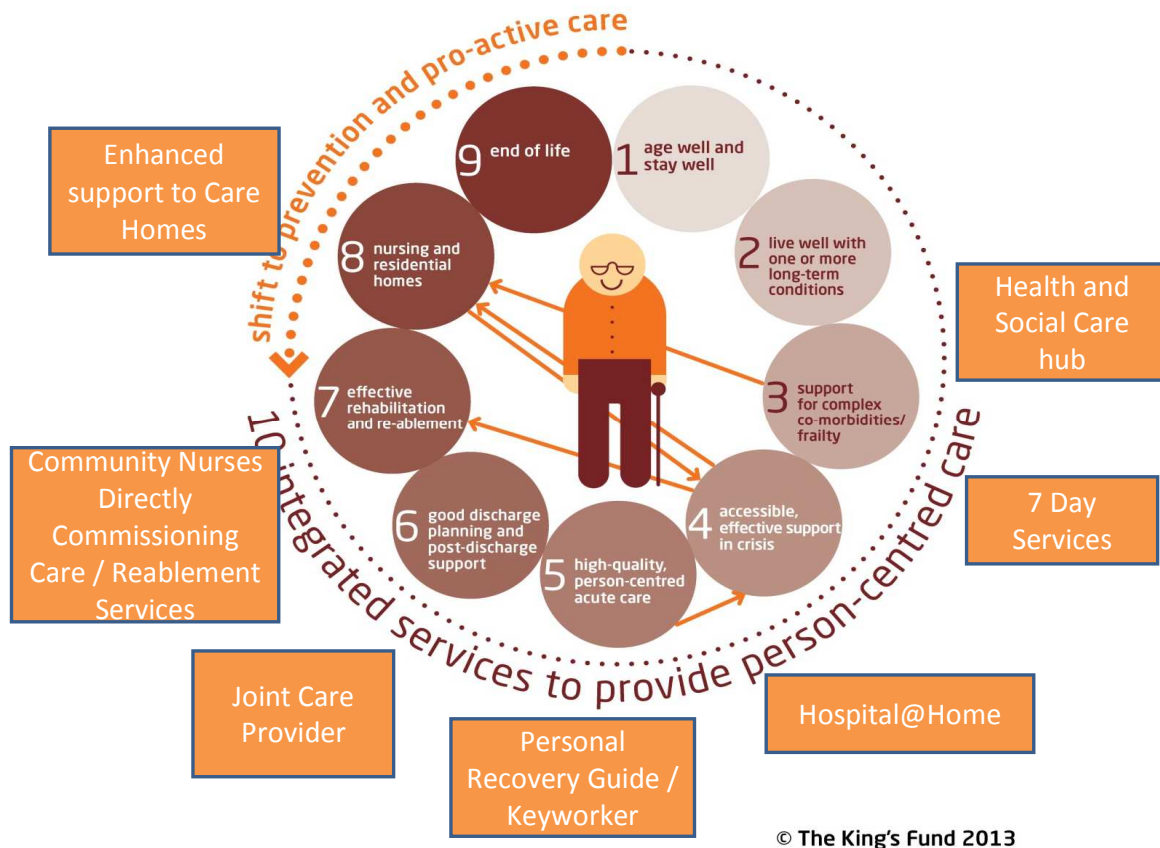 shift to prevention and pro-active care
Enhanced
support to Care
Homes
9 end of life
1 age well and
stay well
8 nursing and
residential
homes
2 live well with
one or more
long-term
conditions
Health and
Social Care
hub
7 effective
rehabilitation
and re-ablement
3 support
for complex
co-morbidities/
frailty
Community Nurses
Directly
Commissioning
Care / Reablement
Services
6 good discharge
planning and
post-discharge
support
4 accessible,
effective support
in crisis
7 Day
Services
5 high-quality,
person-centred
acute care
10 integrated services to provide person-centred care
Joint Care
Provider
Personal
Recovery Guide /
Keyworker
Hospital@Home
© The King's Fund 2013